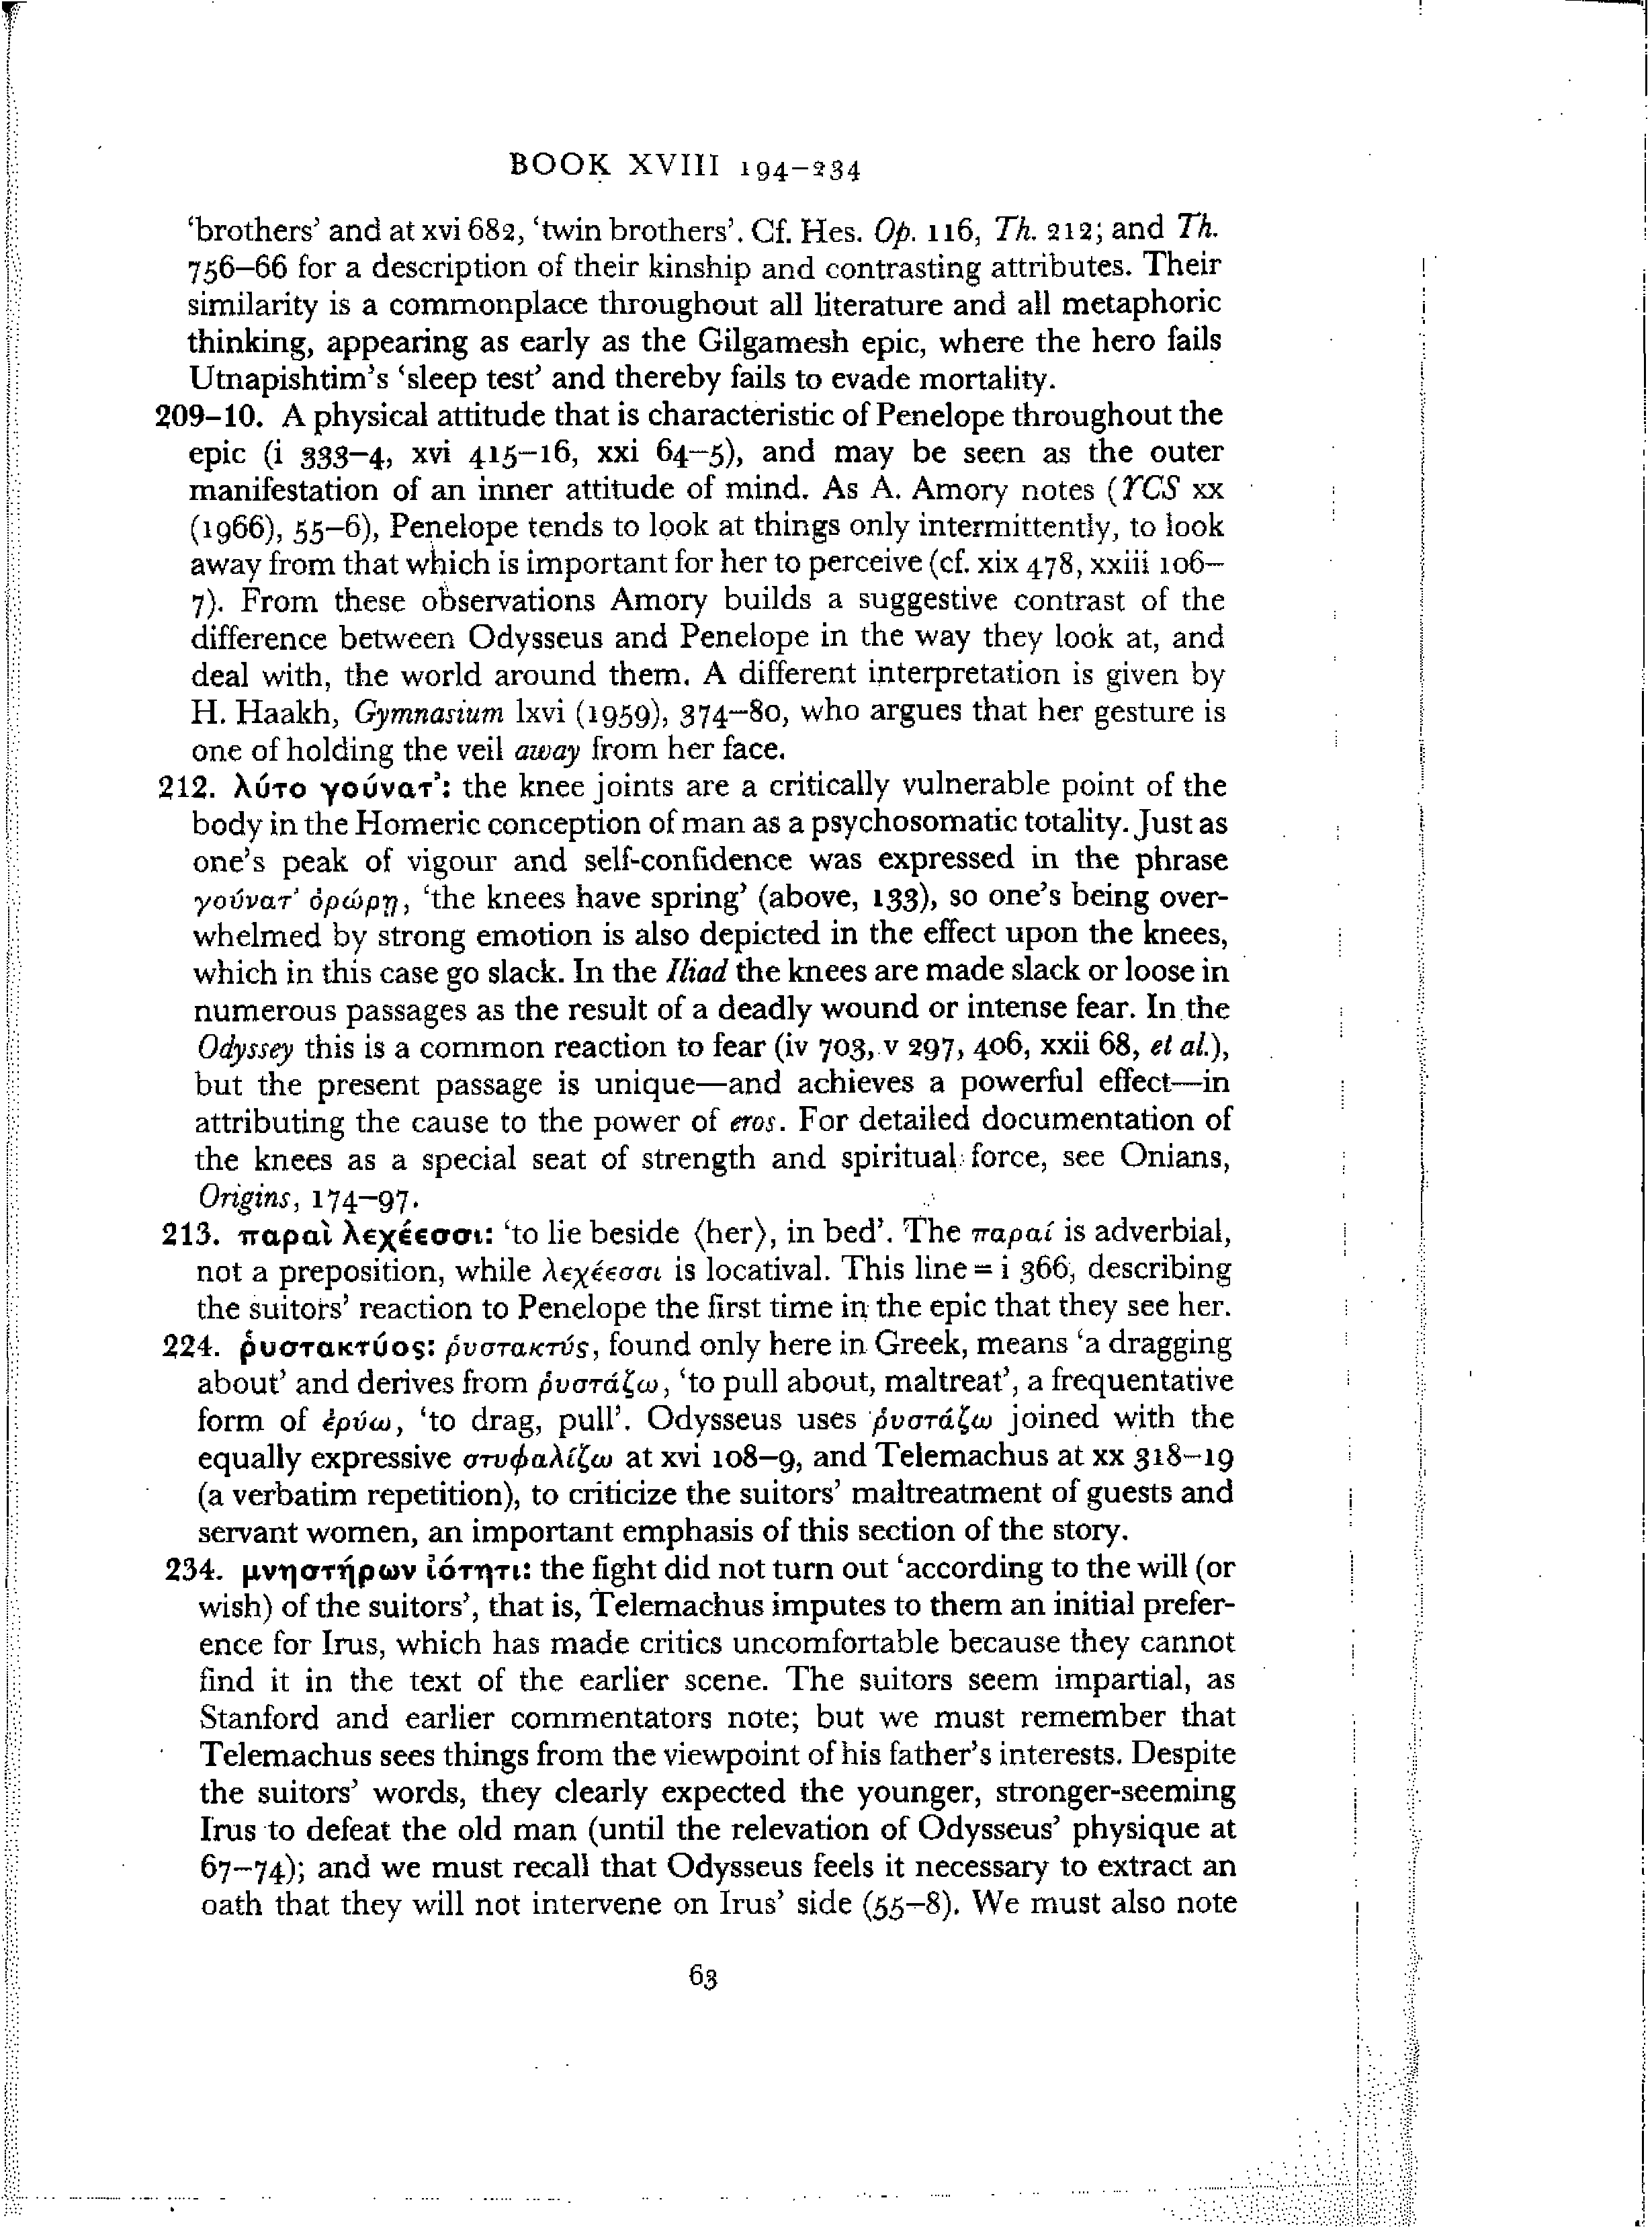 BOOK XVIII 194–234
‘brothers’ and at xvi 682, ‘twin brothers’. Cf. Hes. Op. 116, Th. 212; and Th.
756–66 for a description of their kinship and contrasting attributes. Their
similarity is a commonplace throughout all literature and all metaphoric
thinking, appearing as early as the Gilgamesh epic, where the hero fails
Utnapishtim’s ‘sleep test’ and thereby fails to evade mortality.
209–10. A physical attitude that is characteristic of Penelope throughout the
epic (i 333–4, xvi 415–16, xxi 64–5), and may be seen as the outer
manifestation of an inner attitude of mind. As A. Amory notes (YCS xx
(1966), 55–6), Penelope tends to look at things only intermittently, to look
away from that which is important for her to perceive (cf. xix 478, xxiii 106–
7). From these observations Amory builds a suggestive contrast of the
difference between Odysseus and Penelope in the way they look at, and
deal with, the world around them. A different interpretation is given by
H. Haakh, Gymnasium lxvi (1959), 374–80, who argues that her gesture is
one of holding the veil away from her face.
212. λύτο γούνατ’: the knee joints are a critically vulnerable point of the
body in the Homeric conception of man as a psychosomatic totality. Just as
one’s peak of vigour and self-confidence was expressed in the phrase
γούνατ’ ὀρώρῃ, ‘the knees have spring’ (above, 133), so one’s being over-
whelmed by strong emotion is also depicted in the effect upon the knees,
which in this case go slack. In the Iliad the knees are made slack or loose in
numerous passages as the result of a deadly wound or intense fear. In the
Odyssey this is a common reaction to fear (iv 703, v 297, 406, xxii 68, et al.),
but the present passage is unique—and achieves a powerful effect—in
attributing the cause to the power of eros. For detailed documentation of
the knees as a special seat of strength and spiritual force, see Onians,
Origins, 174–97.
213. παραὶ λεχέεσσι: ‘to lie beside ⟨her⟩, in bed’. The παραί is adverbial,
not a preposition, while λεχέεσσι is locatival. This line = i 366, describing
the suitors’ reaction to Penelope the first time in the epic that they see her.
224. ῥυστακτύος: ῥυστακτύς, found only here in Greek, means ‘a dragging
about’ and derives from ῥυστάζω, ‘to pull about, maltreat’, a frequentative
form of ἐρύω, ‘to drag, pull’. Odysseus uses ῥυστάζω joined with the
equally expressive στυφαλίζω at xvi 108–9, and Telemachus at xx 318–19
(a verbatim repetition), to criticize the suitors’ maltreatment of guests and
servant women, an important emphasis of this section of the story.
234. μνηστήρων ἰότητι: the fight did not turn out ‘according to the will (or
wish) of the suitors’, that is, Telemachus imputes to them an initial prefer-
ence for Irus, which has made critics uncomfortable because they cannot
find it in the text of the earlier scene. The suitors seem impartial, as
Stanford and earlier commentators note; but we must remember that
Telemachus sees things from the viewpoint of his father’s interests. Despite
the suitors’ words, they clearly expected the younger, stronger-seeming
Irus to defeat the old man (until the relevation of Odysseus’ physique at
67–74); and we must recall that Odysseus feels it necessary to extract an
oath that they will not intervene on Irus’ side (55–8). We must also note
63